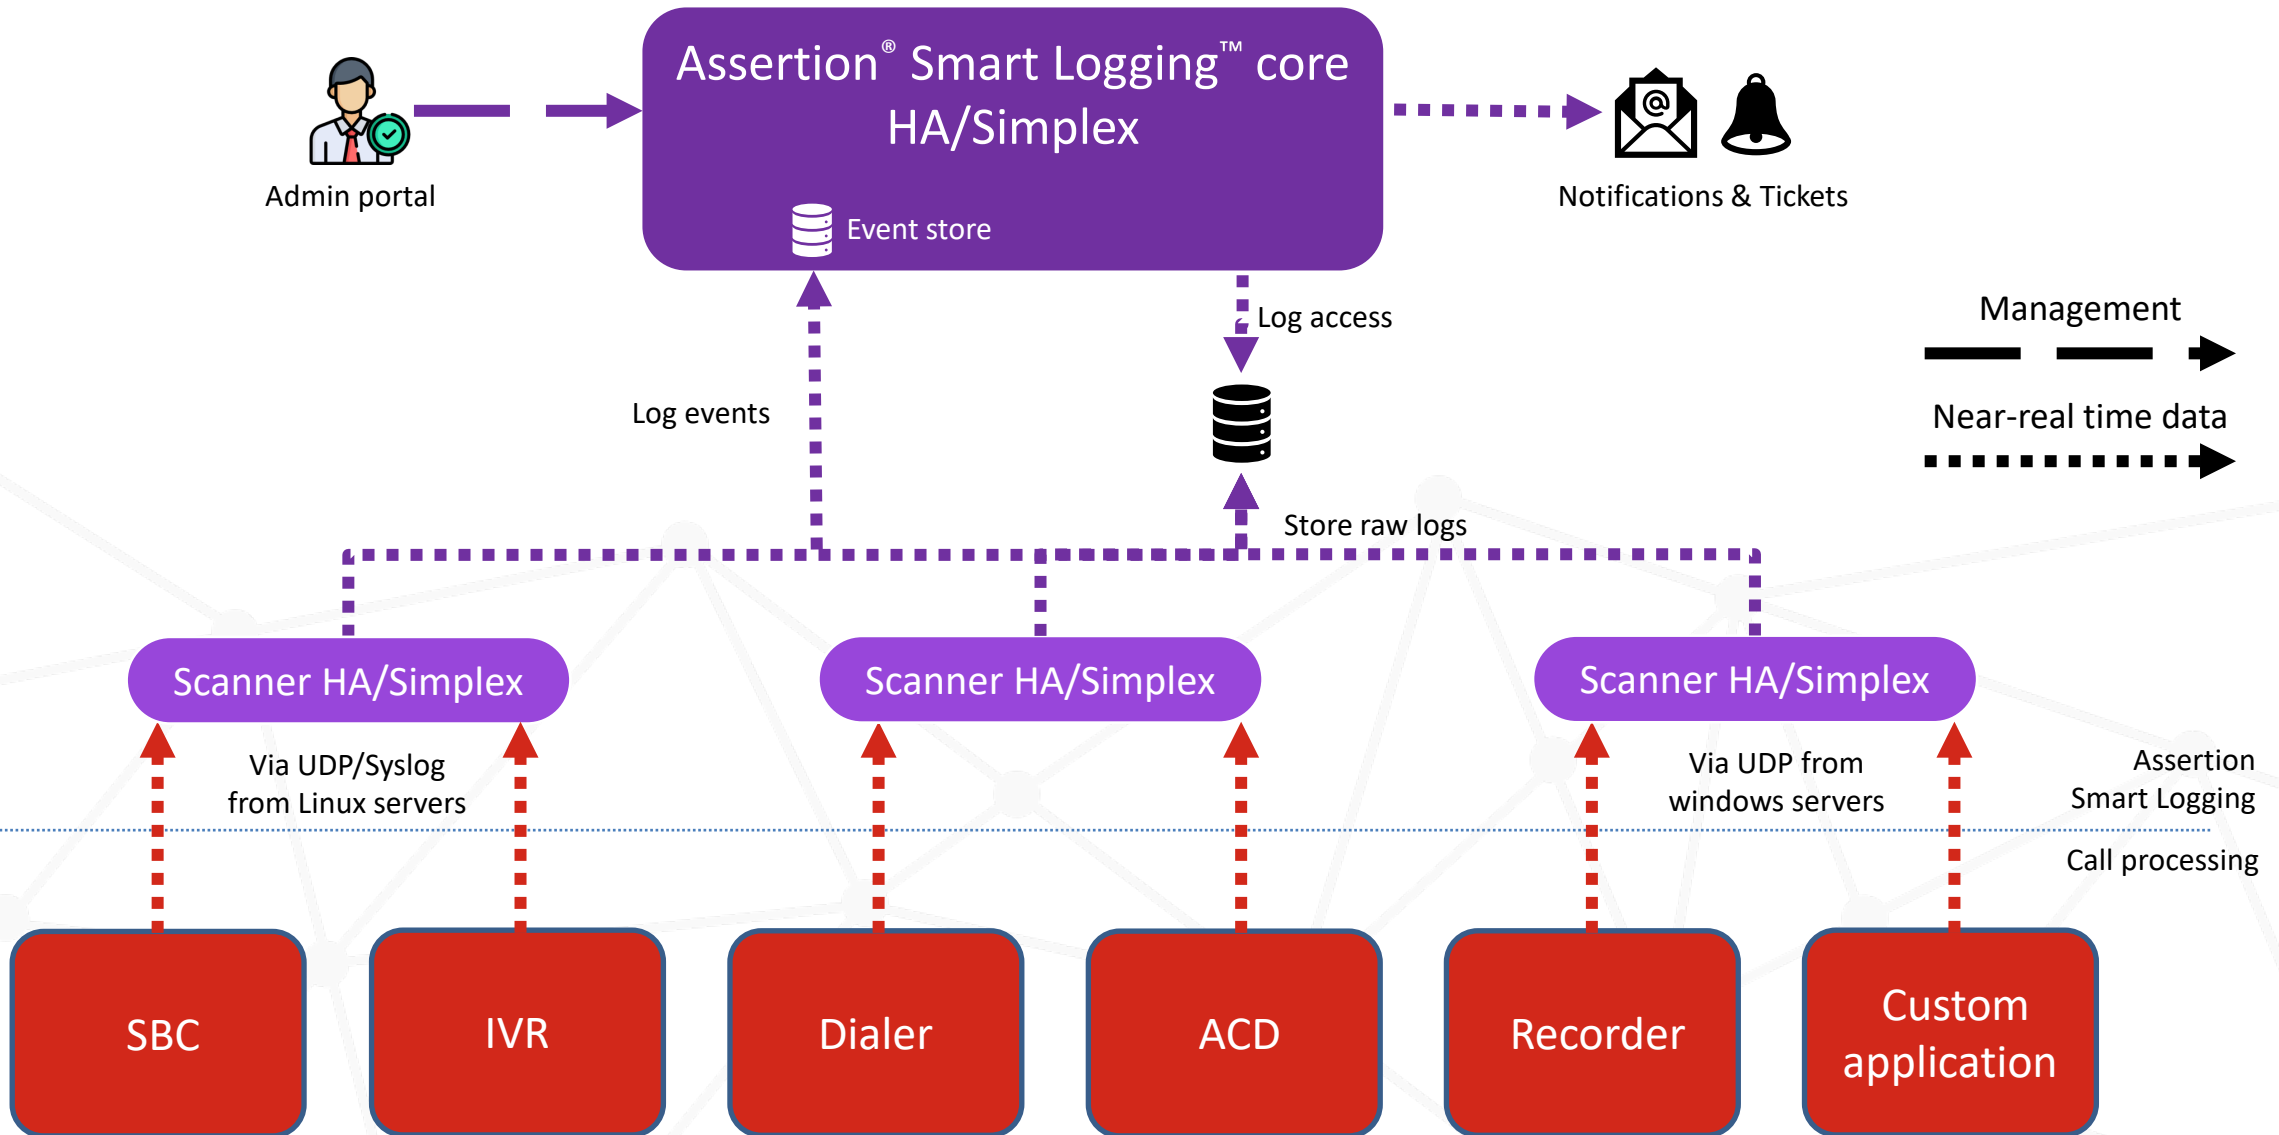 Assertion® Smart Logging™ core
HA/Simplex
Admin portal
Event store
Notifications & Tickets
Log access
Management
Log events
Near-real time data
Store raw logs
Scanner HA/Simplex
Scanner HA/Simplex
Scanner HA/Simplex
Via UDP/Syslog
from Linux servers
Via UDP from
windows servers
Assertion
Smart Logging
Call processing
SBC
IVR
Dialer
ACD
Recorder
Custom
application